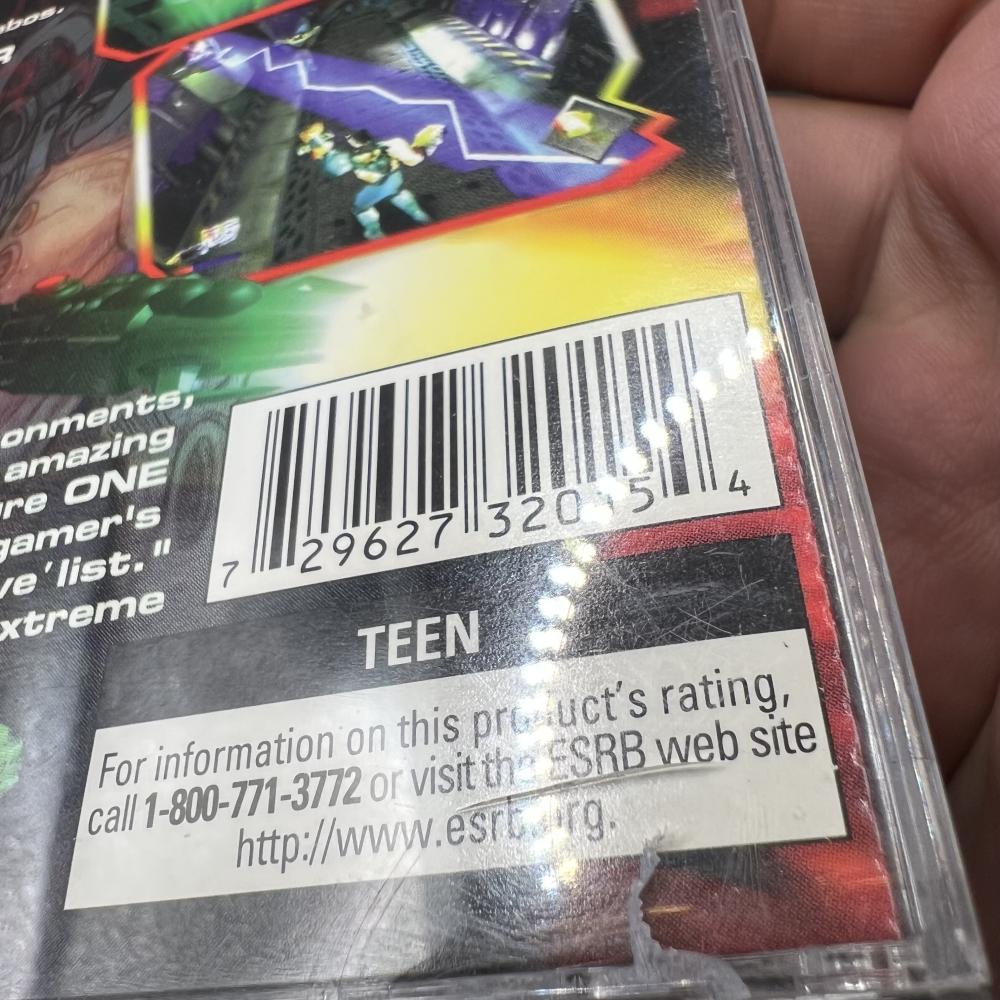 obos.
R
onments,
amazing
re ONE
gamer's
ve' list."
xtreme
7 29627 32015 4
TEEN
For information on this product's rating,
call 1-800-771-3772 or visit the ESRB web site
http://www.esrb.org.